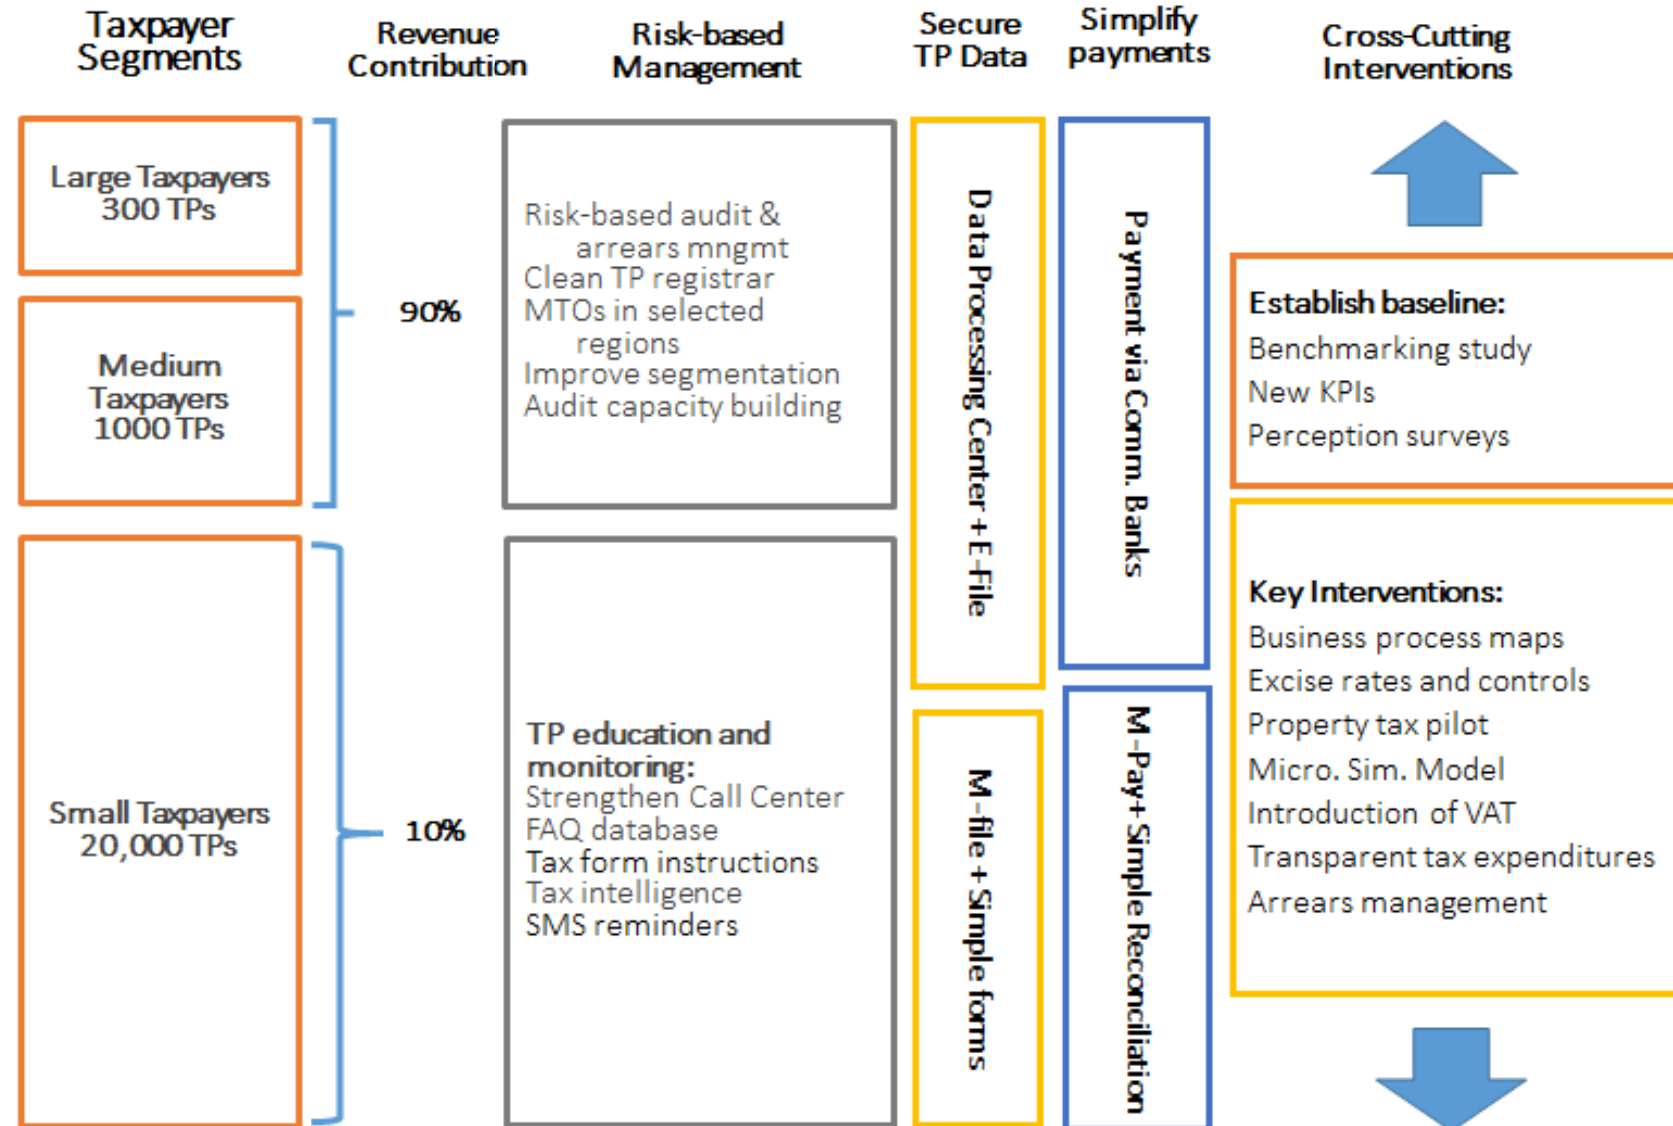 Taxpayer
Segments
Revenue
Contribution
Risk-based
Management
Secure
TP Data
Simplify
payments
Cross-Cutting
Interventions
Large Taxpayers
300 TPs
Medium
Taxpayers
1000 TPs
90%
Risk-based audit &
arrears mngmt
Clean TP registrar
MTOs in selected
regions
Improve segmentation
Audit capacity building
Data Processing Center + E-File
Payment via Comm. Banks
Establish baseline:
Benchmarking study
New KPIs
Perception surveys
Small Taxpayers
20,000 TPs
10%
TP education and
monitoring:
Strengthen Call Center
FAQ database
Tax form instructions
Tax intelligence
SMS reminders
M-file + Simple forms
M-Pay+ Simple Reconciliation
Key Interventions:
Business process maps
Excise rates and controls
Property tax pilot
Micro. Sim. Model
Introduction of VAT
Transparent tax expenditures
Arrears management